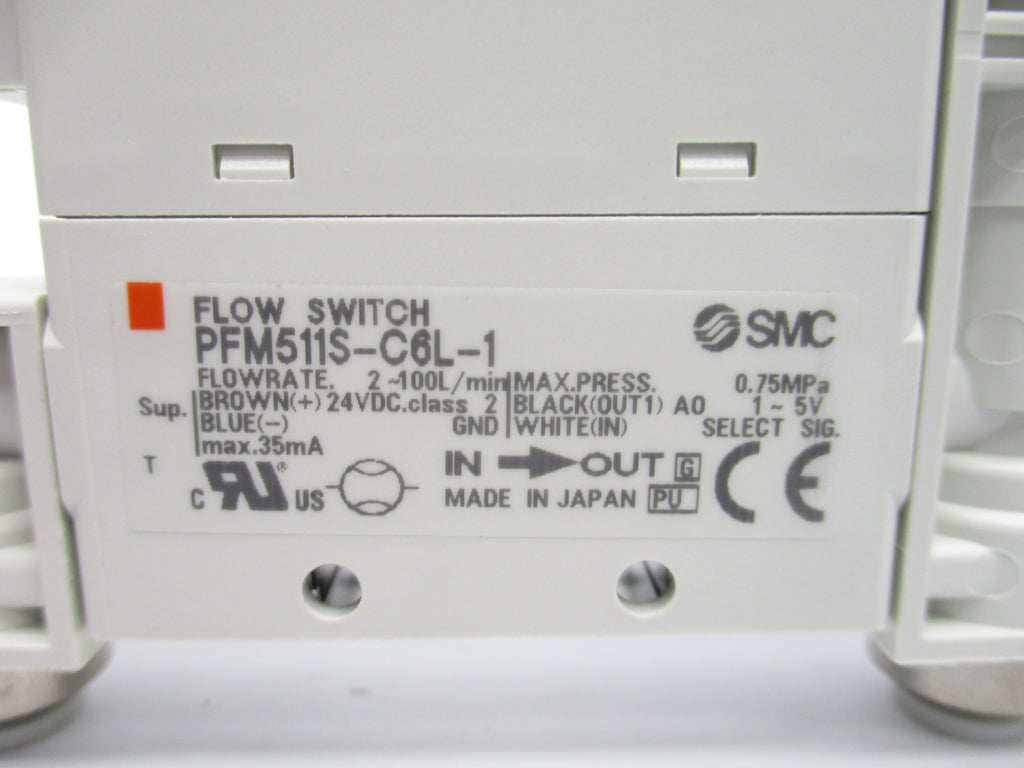 FLOW SWITCH
SMC
PFM511S-C6L-1
FLOWRATE. 2~100L/min MAX.PRESS. 0.75MPa
Sup. BROWN(+) 24VDC.class 2 BLACK(OUT1) AO 1~5V
BLUE(-) GND WHITE(IN) SELECT SIG.
max.35mA
T IN OUT G
C RU® US MADE IN JAPAN PU CE